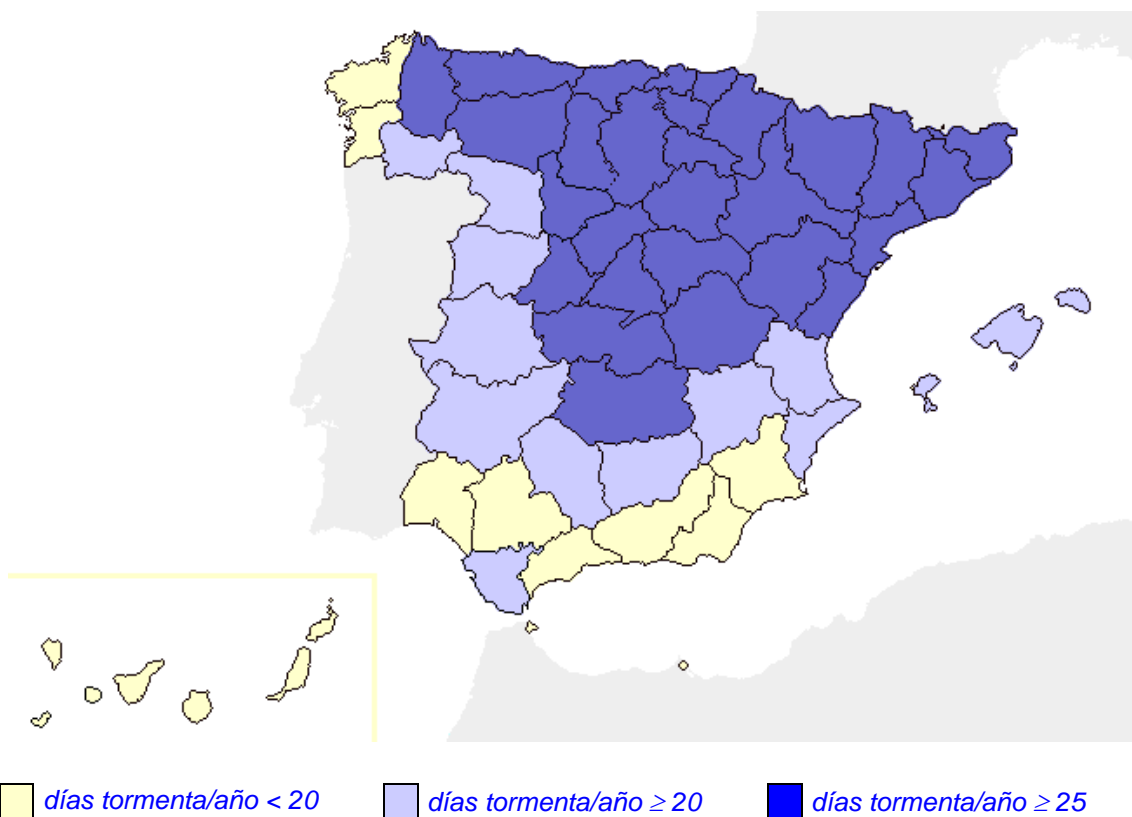 días tormenta/año < 20
días tormenta/año ≥ 20
días tormenta/año ≥ 25